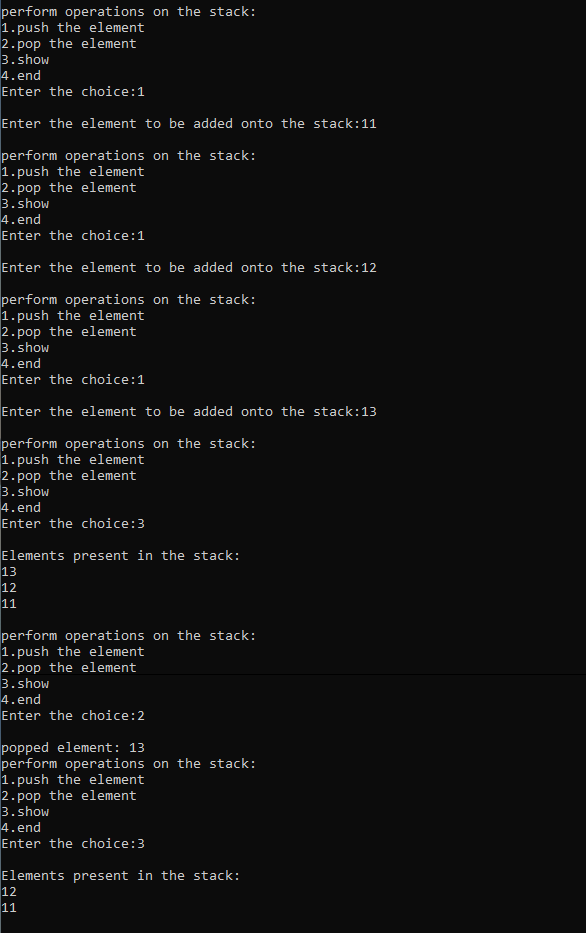 perform operations on the stack:
1.push the element
2.pop the element
3.show
4.end
Enter the choice:1
Enter the element to be added onto the stack:11
perform operations on the stack:
1.push the element
2.pop the element
3.show
4.end
Enter the choice:1
Enter the element to be added onto the stack:12
perform operations on the stack:
1.push the element
2.pop the element
3.show
4.end
Enter the choice:1
Enter the element to be added onto the stack:13
perform operations on the stack:
1.push the element
2.pop the element
3.show
4.end
Enter the choice:3
Elements present in the stack:
13
12
11
perform operations on the stack:
1.push the element
2.pop the element
3.show
4.end
Enter the choice:2
popped element: 13
perform operations on the stack:
1.push the element
2.pop the element
3.show
4.end
Enter the choice:3
Elements present in the stack:
12
11